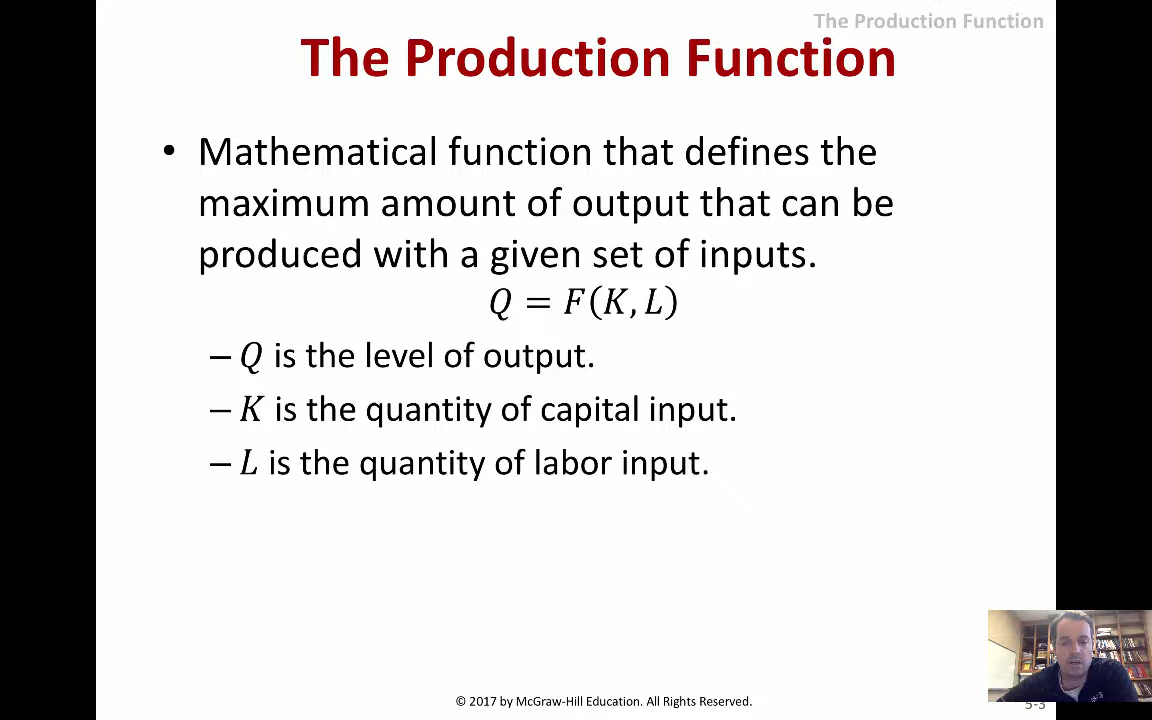 The Production Function
The Production Function
• Mathematical function that defines the
maximum amount of output that can be
produced with a given set of inputs.
Q = F(K, L)
– Q is the level of output.
– K is the quantity of capital input.
– L is the quantity of labor input.
© 2017 by McGraw-Hill Education. All Rights Reserved.
5-3